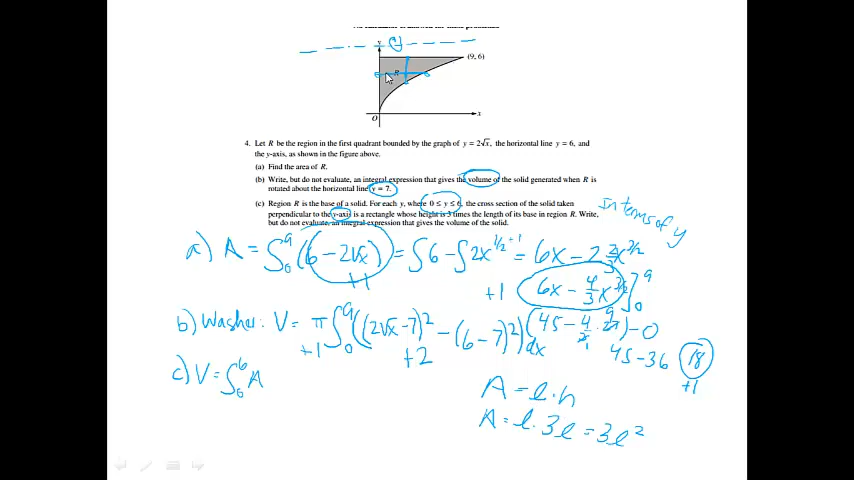 (9, 6)
R
O
x
4. Let R be the region in the first quadrant bounded by the graph of y = 2√x, the horizontal line y = 6, and
the y-axis, as shown in the figure above.
(a) Find the area of R.
(b) Write, but do not evaluate, an integral expression that gives the volume of the solid generated when R is
rotated about the horizontal line y = 7.
(c) Region R is the base of a solid. For each y, where 0 ≤ y ≤ 6, the cross section of the solid taken
perpendicular to the y-axis is a rectangle whose height is 3 times the length of its base in region R. Write,
but do not evaluate, an integral expression that gives the volume of the solid.
In terms of y
a) A = ∫₀⁹ (6 − 2√x) = ∫6 − ∫2x^(1/2 +1) = 6x − 2 2/3 x^(3/2)
+1
+1 6x − 4/3 x^(3/2) ]₀⁹
b) Washer: V = π ∫₀⁹ ((2√x − 7)² − (6 − 7)²) dx
+1 +2
(45 − 4/3 · 27) − 0
45 − 36 18
+1
c) V = ∫₀⁶ A
A = l · h
A = l · 3l = 3l²